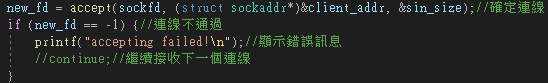 new_fd = accept(sockfd, (struct sockaddr*)&client_addr, &sin_size);//確定連線
if (new_fd == -1) {//連線不通過
printf("accepting failed!\n");//顯示錯誤訊息
//continue;//繼續接收下一個連線
}